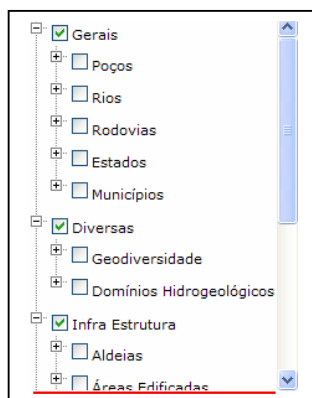 Gerais
Poços
Rios
Rodovias
Estados
Municípios
Diversas
Geodiversidade
Domínios Hidrogeológicos
Infra Estrutura
Aldeias
Áreas Edificadas